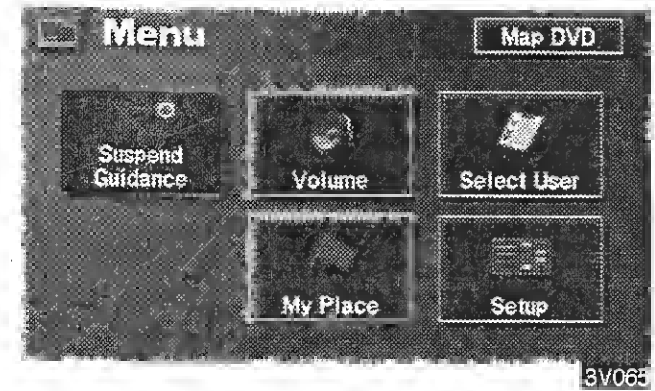 Menu
Map DVD
Suspend
Guidance
Volume
Select User
My Place
Setup
3V065